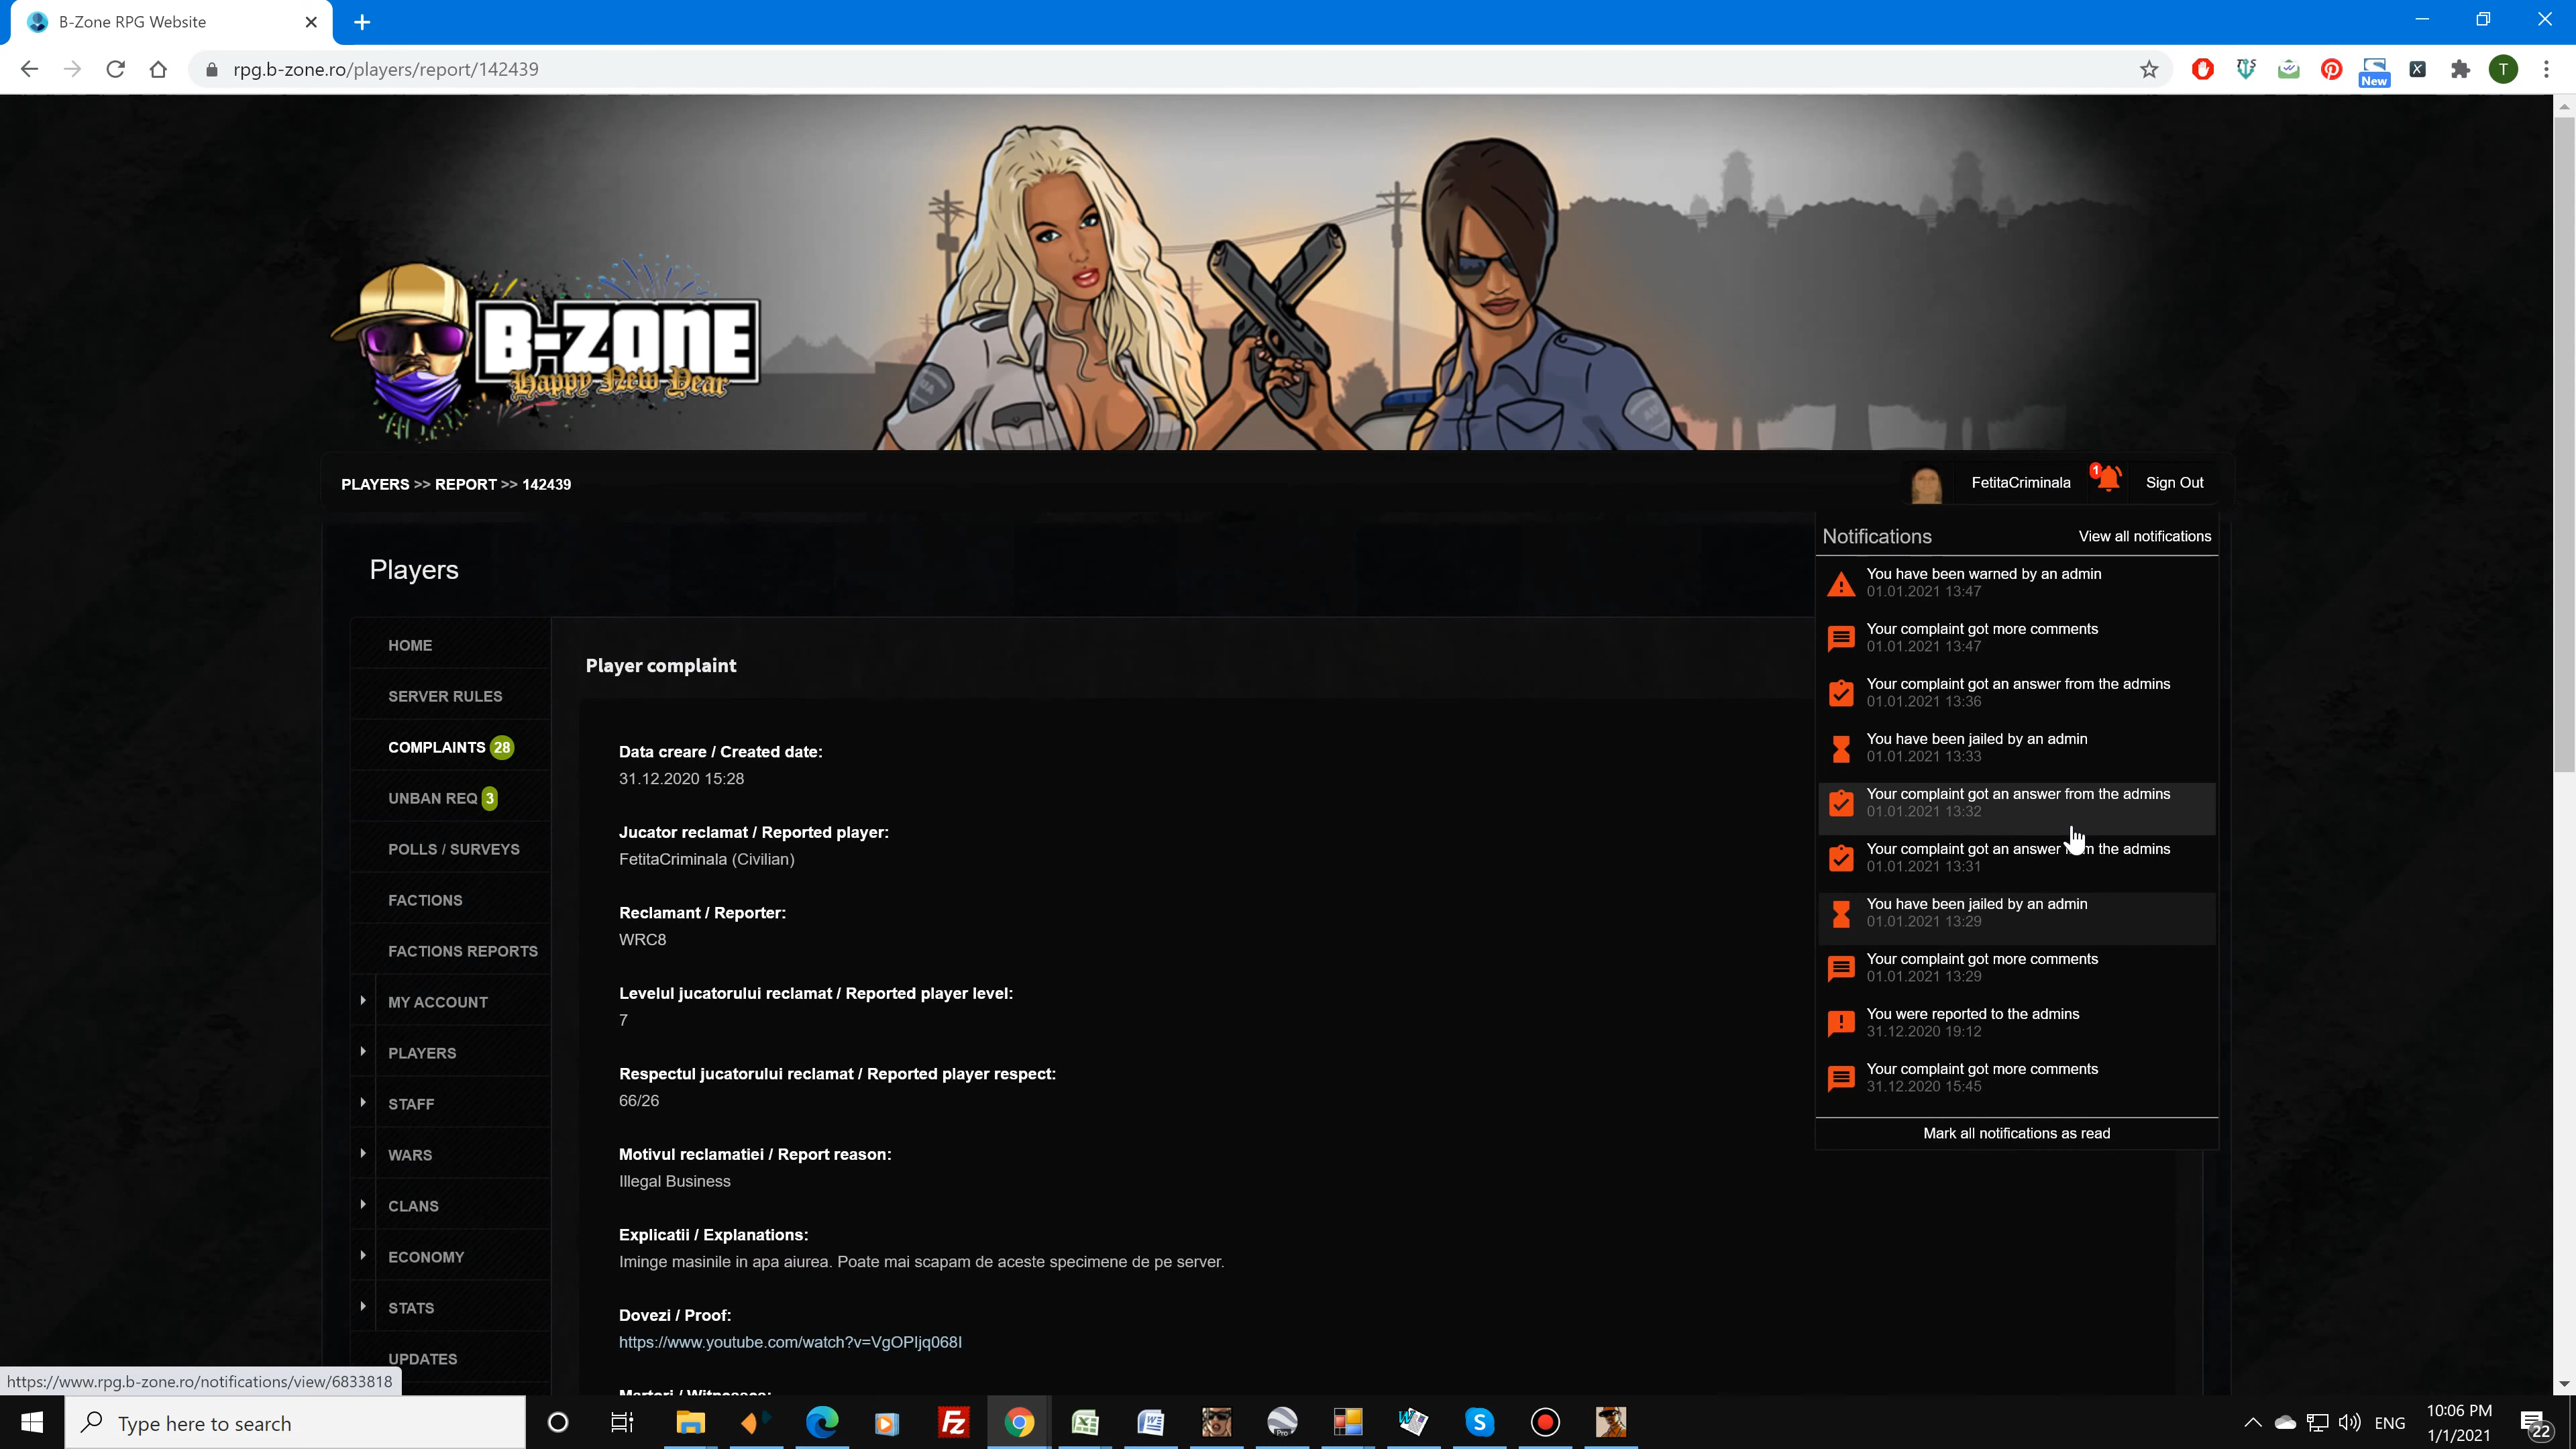 B-Zone RPG Website
rpg.b-zone.ro/players/report/142439
New
B-ZONE
Happy New Year
PLAYERS >> REPORT >> 142439
FetitaCriminala
1
Sign Out
Players
Notifications
View all notifications
You have been warned by an admin
01.01.2021 13:47
Your complaint got more comments
01.01.2021 13:47
Your complaint got an answer from the admins
01.01.2021 13:36
You have been jailed by an admin
01.01.2021 13:33
Your complaint got an answer from the admins
01.01.2021 13:32
Your complaint got an answer from the admins
01.01.2021 13:31
You have been jailed by an admin
01.01.2021 13:29
Your complaint got more comments
01.01.2021 13:29
You were reported to the admins
31.12.2020 19:12
Your complaint got more comments
31.12.2020 15:45
Mark all notifications as read
HOME
SERVER RULES
COMPLAINTS 28
UNBAN REQ 3
POLLS / SURVEYS
FACTIONS
FACTIONS REPORTS
MY ACCOUNT
PLAYERS
STAFF
WARS
CLANS
ECONOMY
STATS
UPDATES
Player complaint
Data creare / Created date:
31.12.2020 15:28
Jucator reclamat / Reported player:
FetitaCriminala (Civilian)
Reclamant / Reporter:
WRC8
Levelul jucatorului reclamat / Reported player level:
7
Respectul jucatorului reclamat / Reported player respect:
66/26
Motivul reclamatiei / Report reason:
Illegal Business
Explicatii / Explanations:
Iminge masinile in apa aiurea. Poate mai scapam de aceste specimene de pe server.
Dovezi / Proof:
https://www.youtube.com/watch?v=VgOPIjq068I
Martori / Witnesses:
https://www.rpg.b-zone.ro/notifications/view/6833818
Type here to search
ENG
10:06 PM
1/1/2021
22